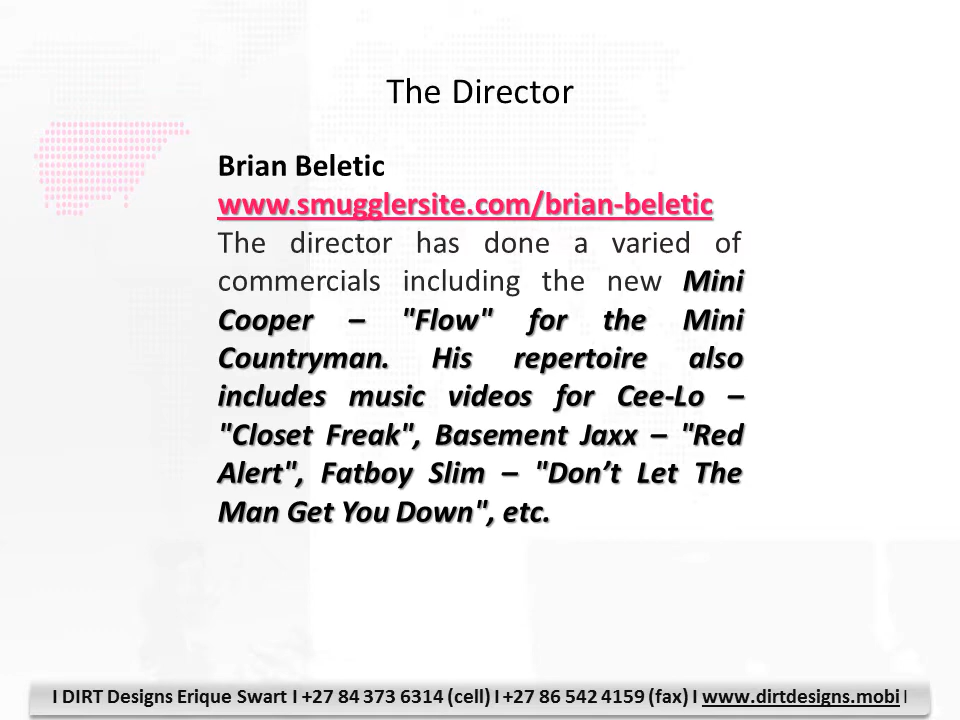 The Director
Brian Beletic
www.smugglersite.com/brian-beletic
The director has done a varied of
commercials including the new Mini
Cooper – "Flow" for the Mini
Countryman. His repertoire also
includes music videos for Cee-Lo –
"Closet Freak", Basement Jaxx – "Red
Alert", Fatboy Slim – "Don’t Let The
Man Get You Down", etc.
I DIRT Designs Erique Swart I +27 84 373 6314 (cell) I +27 86 542 4159 (fax) I www.dirtdesigns.mobi I